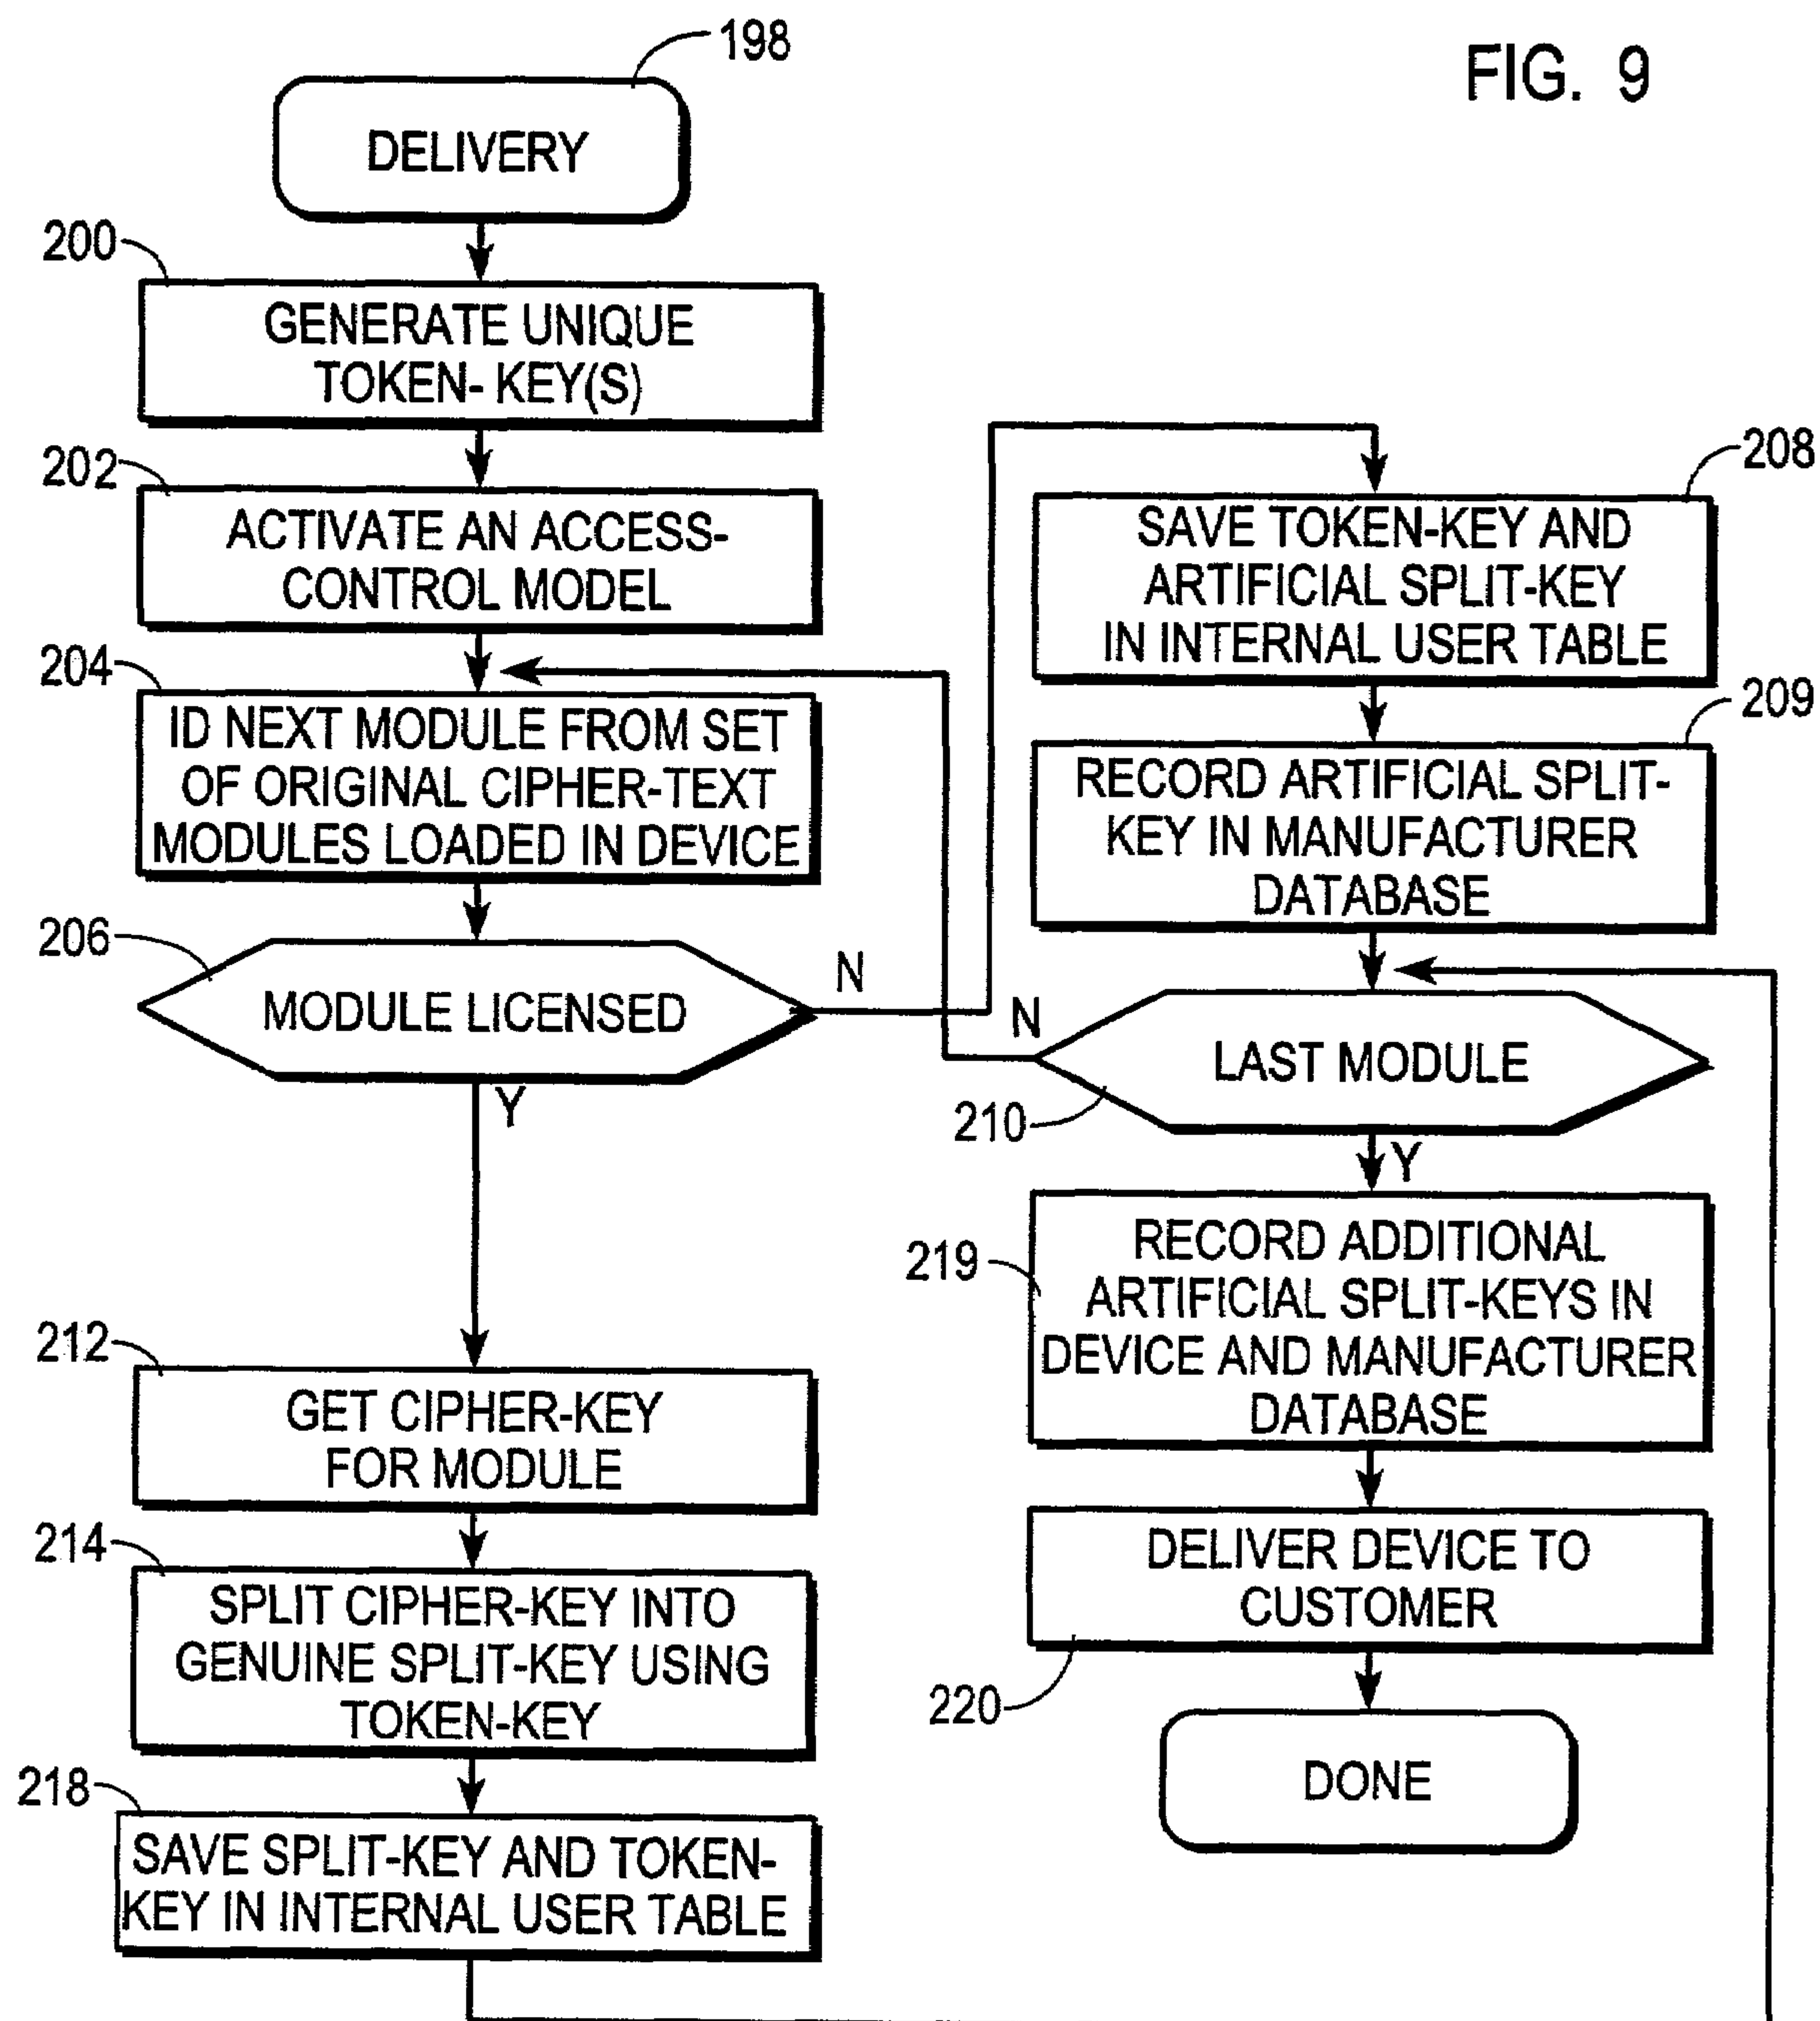 FIG. 9
198
DELIVERY
200
GENERATE UNIQUE
TOKEN- KEY(S)
202
ACTIVATE AN ACCESS-
CONTROL MODEL
204
ID NEXT MODULE FROM SET
OF ORIGINAL CIPHER-TEXT
MODULES LOADED IN DEVICE
206
MODULE LICENSED
N
Y
212
GET CIPHER-KEY
FOR MODULE
214
SPLIT CIPHER-KEY INTO
GENUINE SPLIT-KEY USING
TOKEN-KEY
218
SAVE SPLIT-KEY AND TOKEN-
KEY IN INTERNAL USER TABLE
208
SAVE TOKEN-KEY AND
ARTIFICIAL SPLIT-KEY
IN INTERNAL USER TABLE
209
RECORD ARTIFICIAL SPLIT-
KEY IN MANUFACTURER
DATABASE
N
LAST MODULE
210
Y
219
RECORD ADDITIONAL
ARTIFICIAL SPLIT-KEYS IN
DEVICE AND MANUFACTURER
DATABASE
DELIVER DEVICE TO
CUSTOMER
220
DONE